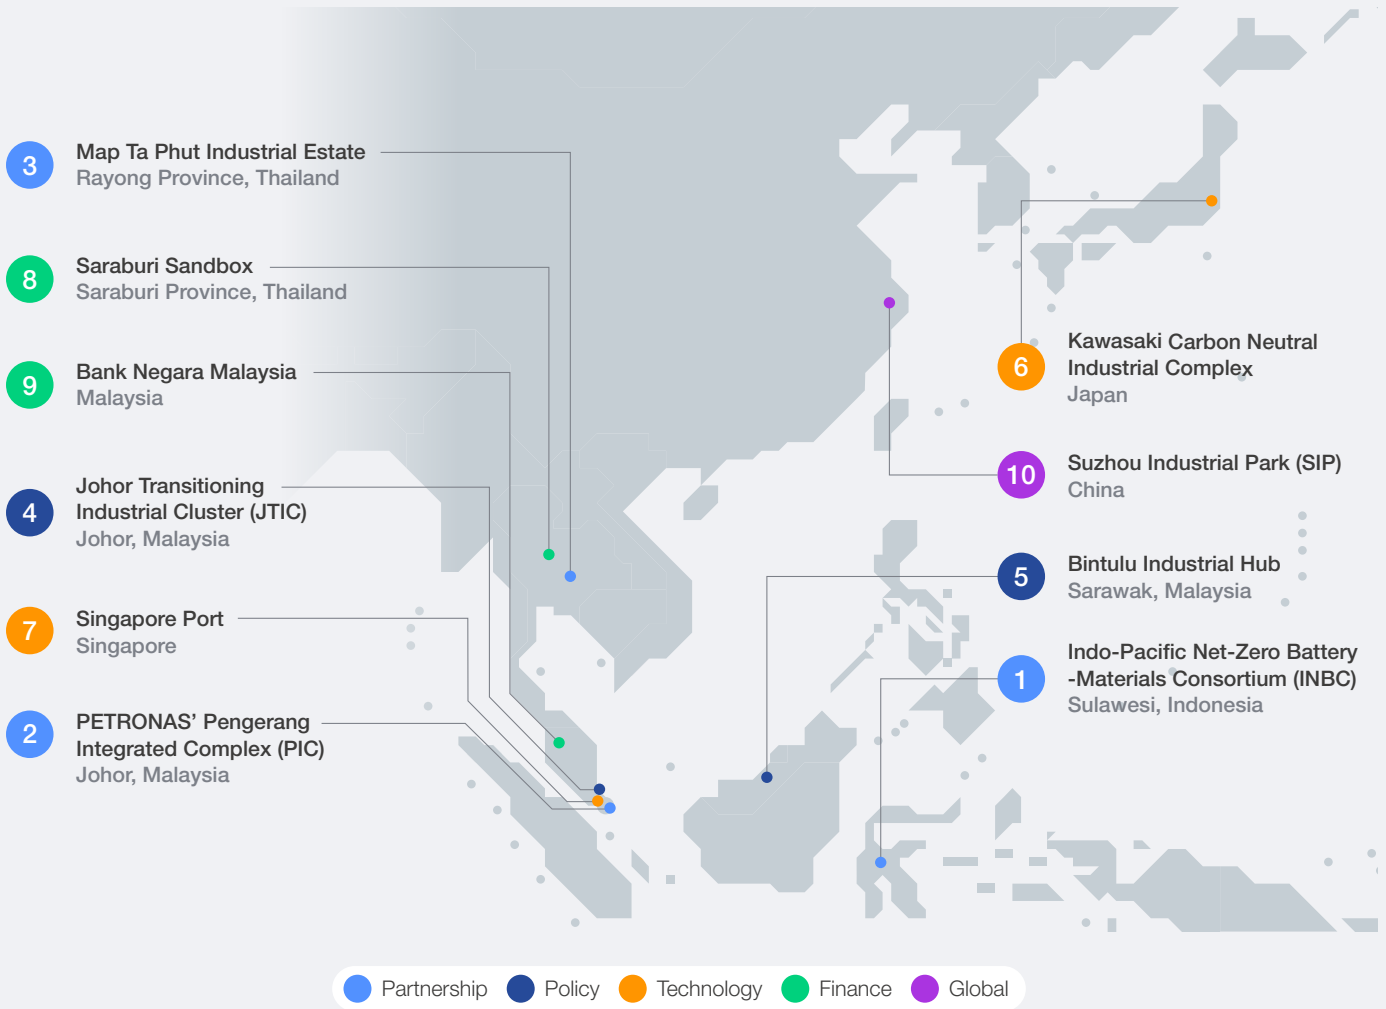 3
Map Ta Phut Industrial Estate
Rayong Province, Thailand
8
Saraburi Sandbox
Saraburi Province, Thailand
9
Bank Negara Malaysia
Malaysia
4
Johor Transitioning
Industrial Cluster (JTIC)
Johor, Malaysia
7
Singapore Port
Singapore
2
PETRONAS’ Pengerang
Integrated Complex (PIC)
Johor, Malaysia
6
Kawasaki Carbon Neutral
Industrial Complex
Japan
10
Suzhou Industrial Park (SIP)
China
5
Bintulu Industrial Hub
Sarawak, Malaysia
1
Indo-Pacific Net-Zero Battery
-Materials Consortium (INBC)
Sulawesi, Indonesia
Partnership
Policy
Technology
Finance
Global